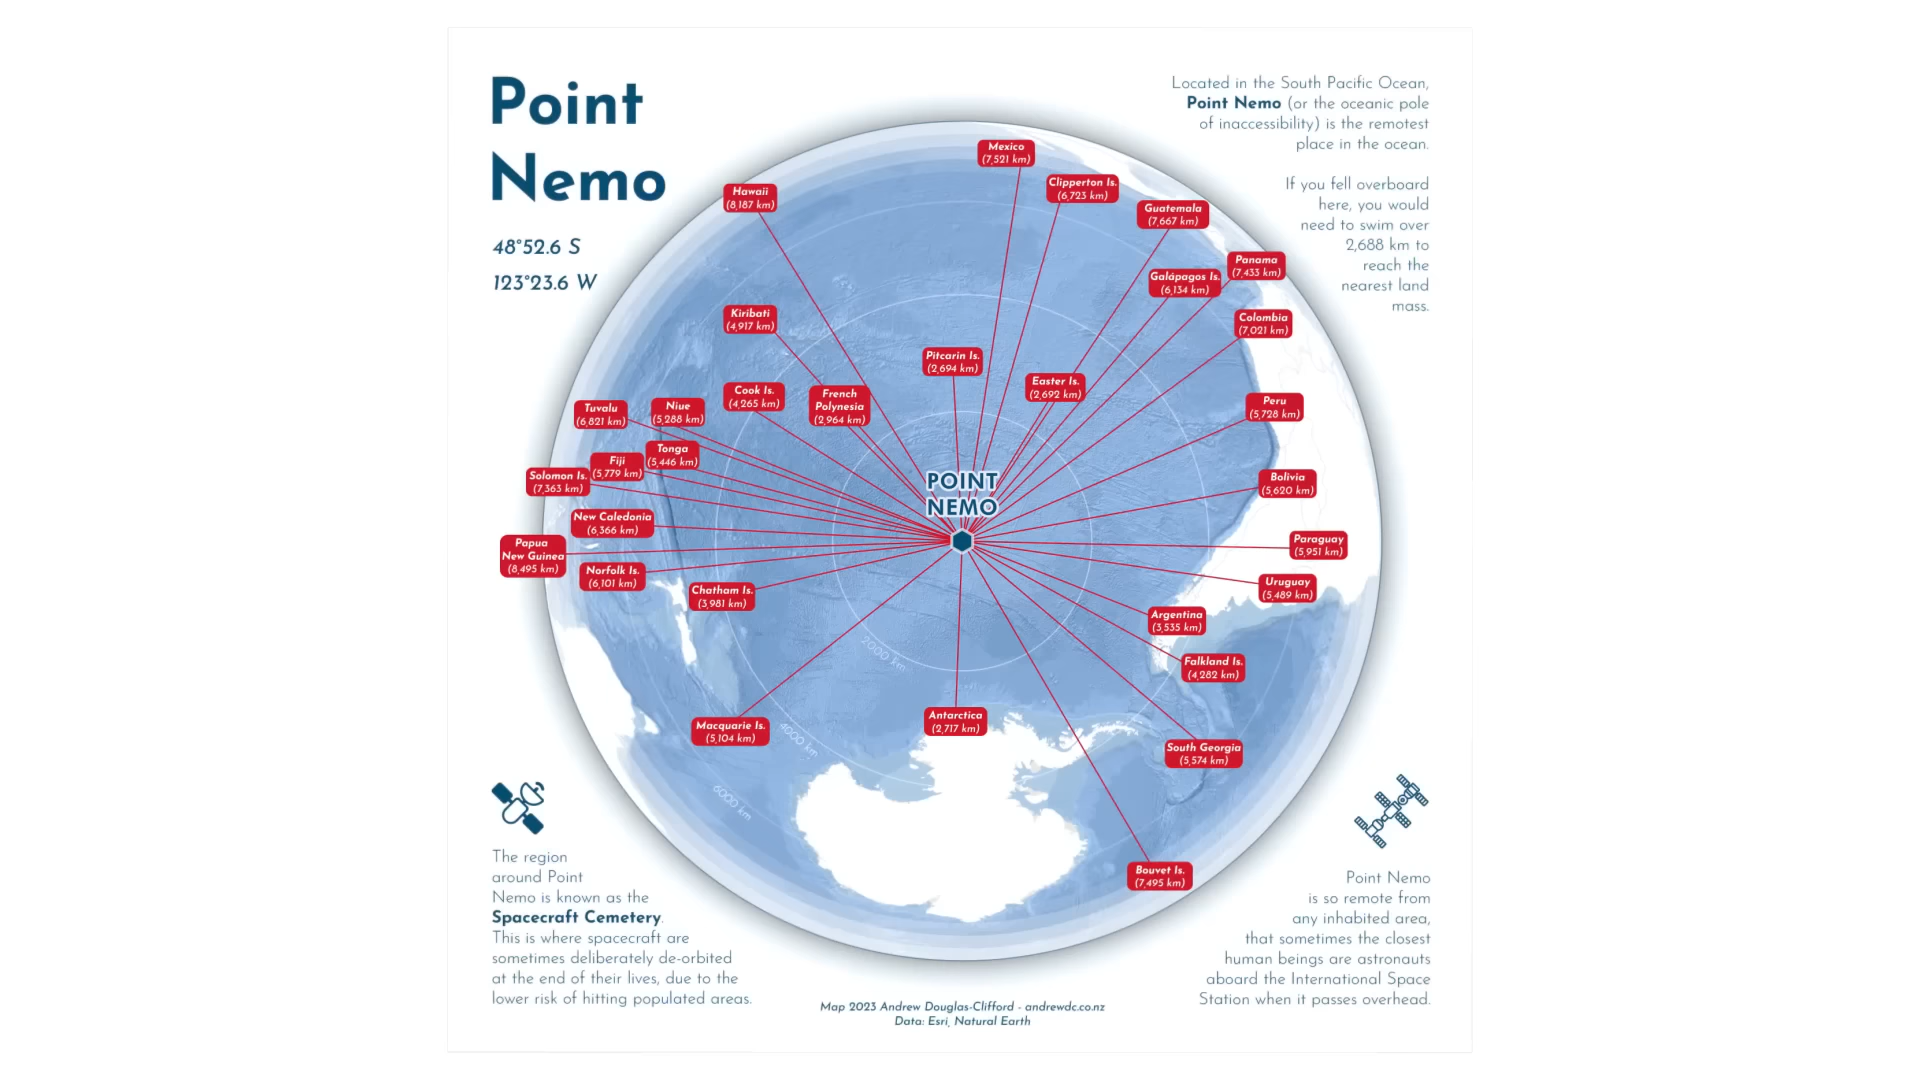 Point
Nemo
48°52.6 S
123°23.6 W
Located in the South Pacific Ocean,
Point Nemo (or the oceanic pole
of inaccessibility) is the remotest
place in the ocean.
If you fell overboard
here, you would
need to swim over
2,688 km to
reach the
nearest land
mass.
Mexico
(7,521 km)
Clipperton Is.
(6,723 km)
Hawaii
(8,187 km)
Guatemala
(7,667 km)
Panama
(7,433 km)
Galápagos Is.
(6,134 km)
Kiribati
(4,917 km)
Colombia
(7,021 km)
Pitcarin Is.
(2,694 km)
Easter Is.
(2,692 km)
Cook Is.
(4,265 km)
French
Polynesia
(2,964 km)
Tuvalu
(6,821 km)
Niue
(5,288 km)
Peru
(5,728 km)
Tonga
(5,446 km)
Fiji
(5,779 km)
Solomon Is.
(7,363 km)
Bolivia
(5,620 km)
POINT
NEMO
New Caledonia
(6,366 km)
Papua
New Guinea
(8,495 km)
Paraguay
(5,951 km)
Norfolk Is.
(6,101 km)
Chatham Is.
(3,981 km)
Uruguay
(5,489 km)
Argentina
(3,535 km)
Falkland Is.
(4,282 km)
2000 km
Macquarie Is.
(5,104 km)
Antarctica
(2,717 km)
4000 km
South Georgia
(5,574 km)
6000 km
Bouvet Is.
(7,495 km)
The region
around Point
Nemo is known as the
Spacecraft Cemetery.
This is where spacecraft are
sometimes deliberately de-orbited
at the end of their lives, due to the
lower risk of hitting populated areas.
Point Nemo
is so remote from
any inhabited area,
that sometimes the closest
human beings are astronauts
aboard the International Space
Station when it passes overhead.
Map 2023 Andrew Douglas-Clifford - andrewdc.co.nz
Data: Esri, Natural Earth